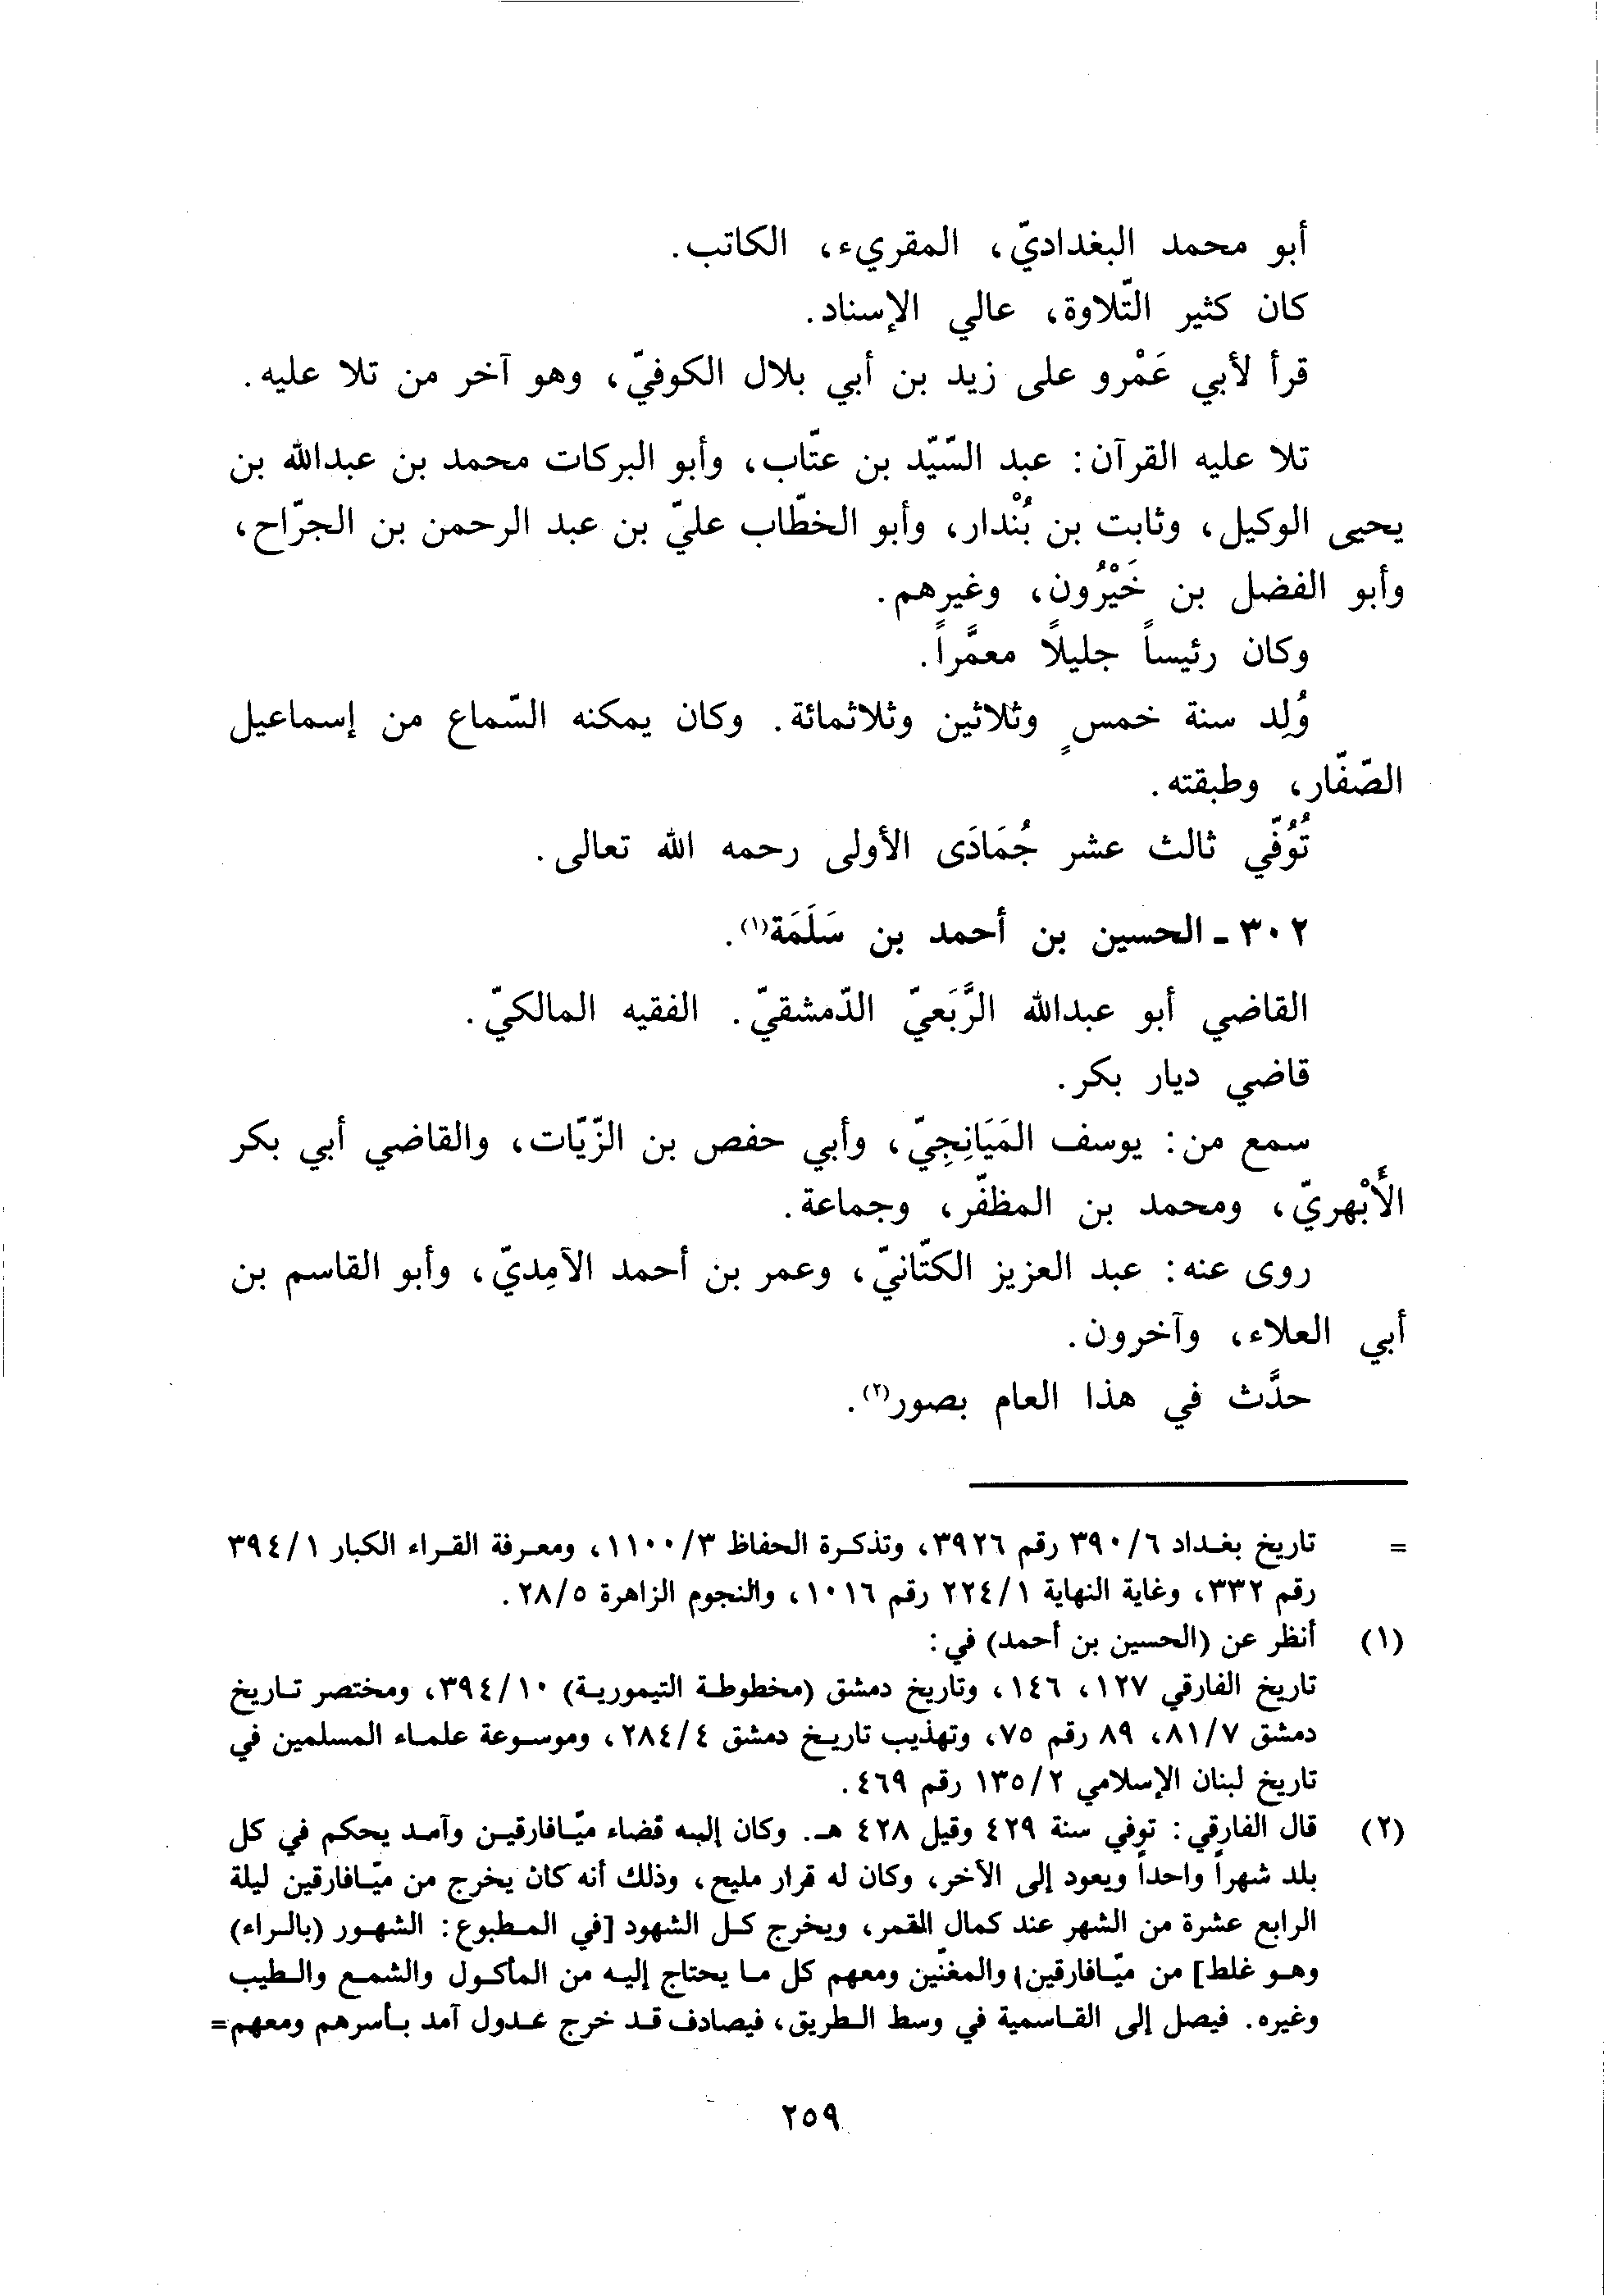 أبو محمد البغداديّ، المقريء، الكاتب.
كان كثير التّلاوة، عالي الإسناد.
قرأ لأبي عَمْرو على زيد بن أبي بلال الكوفيّ، وهو آخر من تلا عليه.
تلا عليه القرآن: عبد السّيّد بن عتّاب، وأبو البركات محمد بن عبدالله بن
يحيى الوكيل، وثابت بن بُنْدار، وأبو الخطّاب عليّ بن عبد الرحمن بن الجرّاح،
وأبو الفضل بن خَيْرُون، وغيرهم.
وكان رئيساً جليلاً معمَّراً.
وُلِد سنة خمسٍ وثلاثين وثلاثمائة. وكان يمكنه السّماع من إسماعيل
الصّفّار، وطبقته.
تُوُفّي ثالث عشر جُمَادَى الأولى رحمه الله تعالى.
٣٠٢ - الحسين بن أحمد بن سَلَمَة(١).
القاضي أبو عبدالله الرَّبَعيّ الدّمشقيّ. الفقيه المالكيّ.
قاضي ديار بكر.
سمع من: يوسف المَيَانِجِيّ، وأبي حفص بن الزّيّات، والقاضي أبي بكر
الأَبْهريّ، ومحمد بن المظفّر، وجماعة.
روى عنه: عبد العزيز الكتّانيّ، وعمر بن أحمد الآمِديّ، وأبو القاسم بن
أبي العلاء، وآخرون.
حدَّث في هذا العام بصور(٢).
= تاريخ بغداد ٣٩٠/٦ رقم ٣٩٢٦، وتذكرة الحفاظ ١١٠٠/٣، ومعرفة القراء الكبار ٣٩٤/١
رقم ٣٣٢، وغاية النهاية ٢٢٤/١ رقم ١٠١٦، والنجوم الزاهرة ٢٨/٥.
(١) أنظر عن (الحسين بن أحمد) في:
تاريخ الفارقي ١٢٧، ١٤٦، وتاريخ دمشق (مخطوطة التيمورية) ٣٩٤/١٠، ومختصر تاريخ
دمشق ٨١/٧، ٨٩ رقم ٧٥، وتهذيب تاريخ دمشق ٢٨٤/٤، وموسوعة علماء المسلمين في
تاريخ لبنان الإسلامي ١٣٥/٢ رقم ٤٦٩.
(٢) قال الفارقي: توفي سنة ٤٢٩ وقيل ٤٢٨ هـ. وكان إليه قضاء ميّافارقين وآمد يحكم في كل
بلد شهراً واحداً ويعود إلى الآخر، وكان له قرار مليح، وذلك أنه كان يخرج من ميّافارقين ليلة
الرابع عشرة من الشهر عند كمال القمر، ويخرج كل الشهود [في المطبوع: الشهور (بالراء)
وهو غلط] من ميّافارقين والمغنّين ومعهم كل ما يحتاج إليه من المأكول والشمع والطيب
وغيره. فيصل إلى القاسمية في وسط الطريق، فيصادف قد خرج عدول آمد بأسرهم ومعهم=
٢٥٩